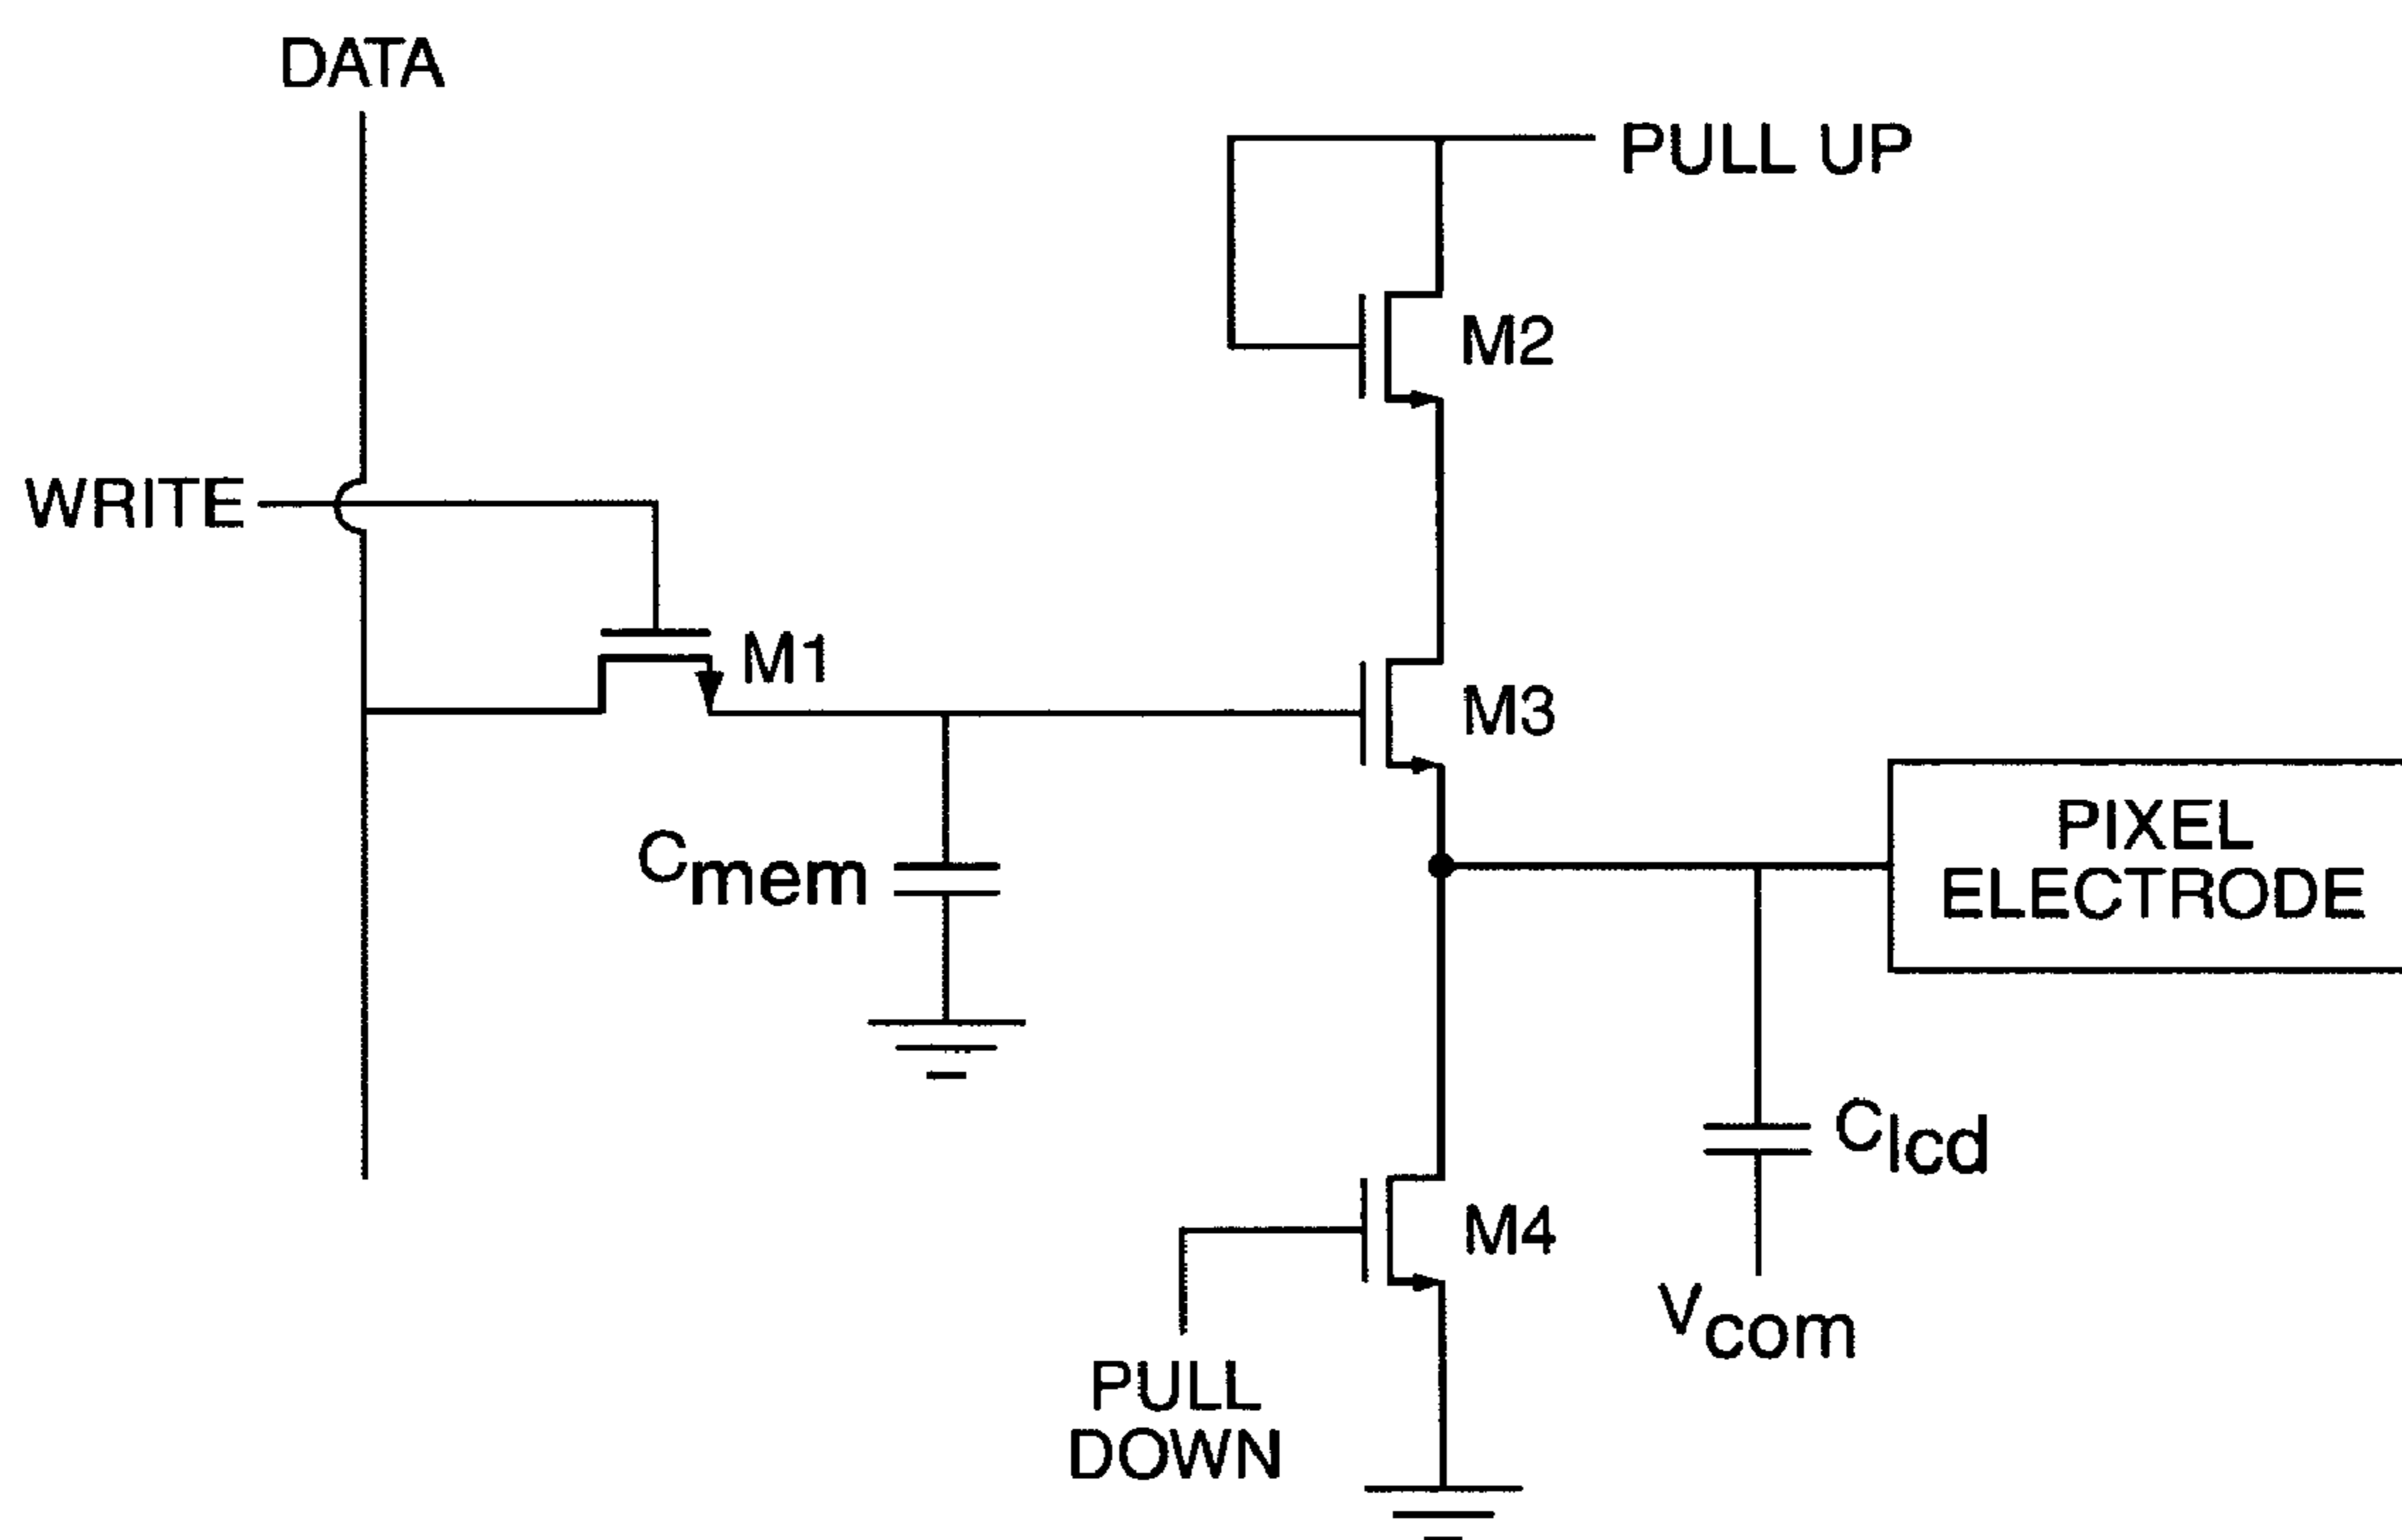 DATA
PULL UP
M2
WRITE
M1
M3
PIXEL
ELECTRODE
Cmem
Clcd
M4
Vcom
PULL
DOWN